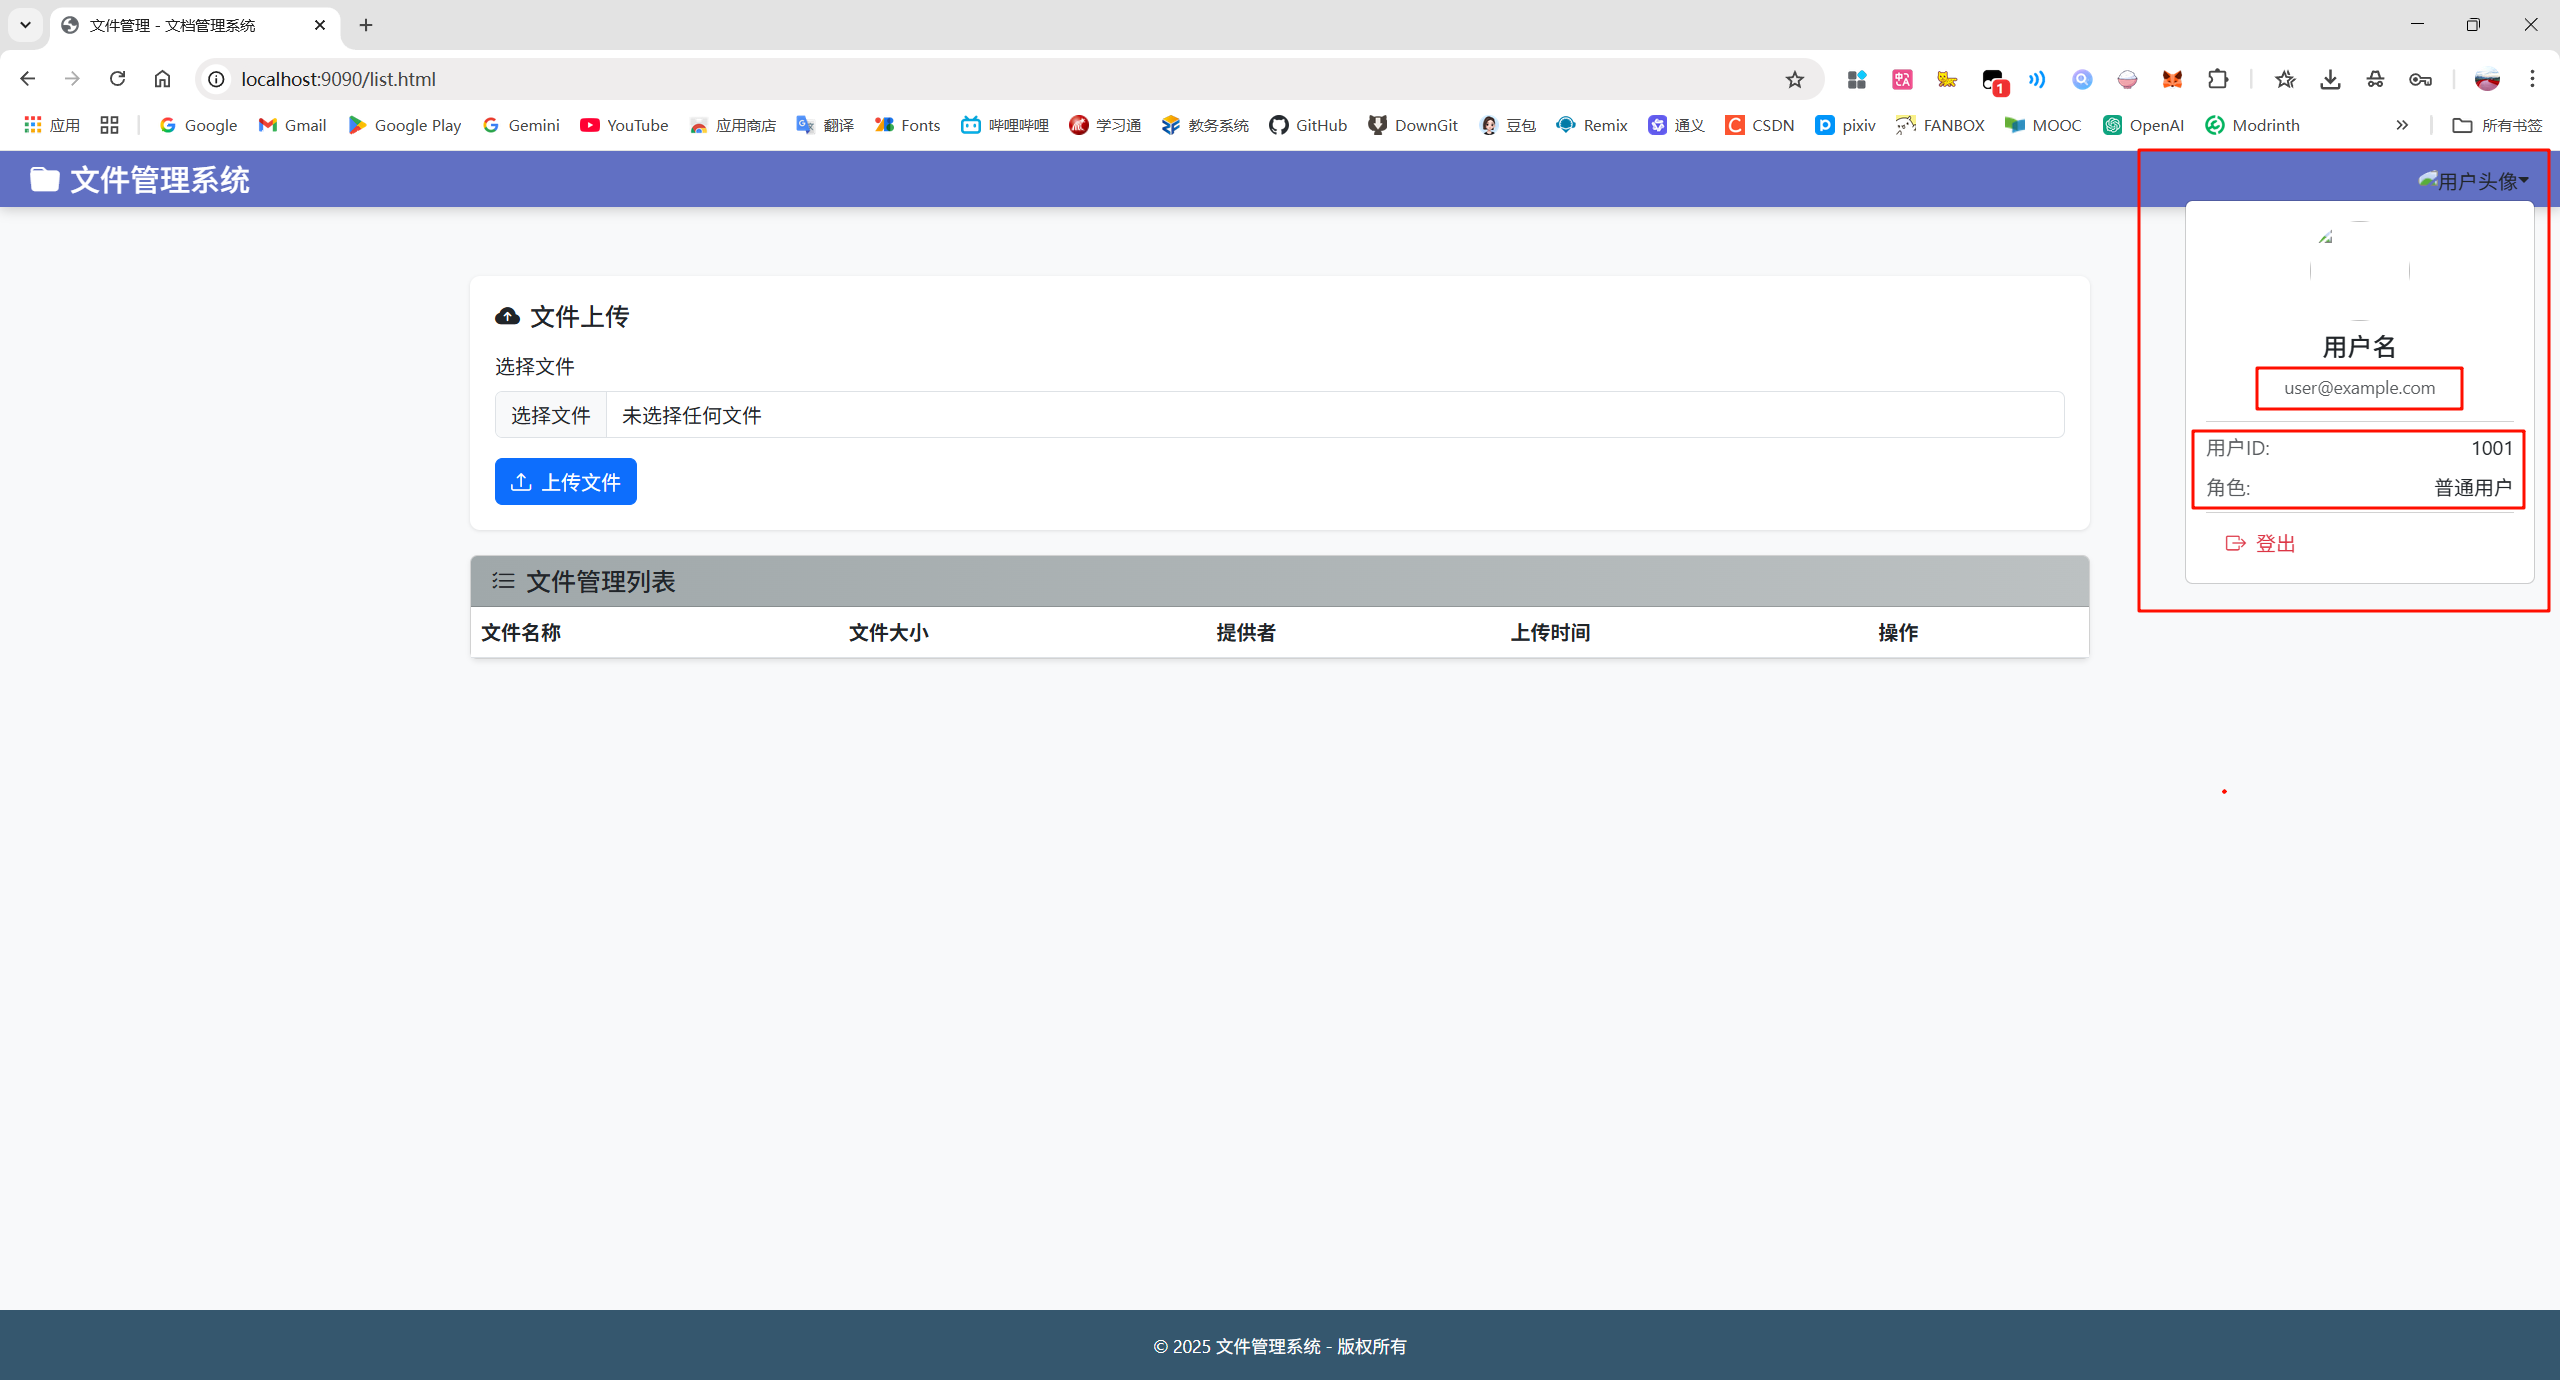 文件管理 - 文档管理系统
localhost:9090/list.html
1
应用 Google Gmail Google Play Gemini YouTube 应用商店 翻译 Fonts 哔哩哔哩 学习通 教务系统 GitHub DownGit 豆包 Remix 通义 CSDN pixiv FANBOX MOOC OpenAI Modrinth » 所有书签
文件管理系统
用户头像
用户名
user@example.com
用户ID: 1001
角色: 普通用户
登出
文件上传
选择文件
选择文件 未选择任何文件
上传文件
文件管理列表
文件名称 文件大小 提供者 上传时间 操作
© 2025 文件管理系统 - 版权所有